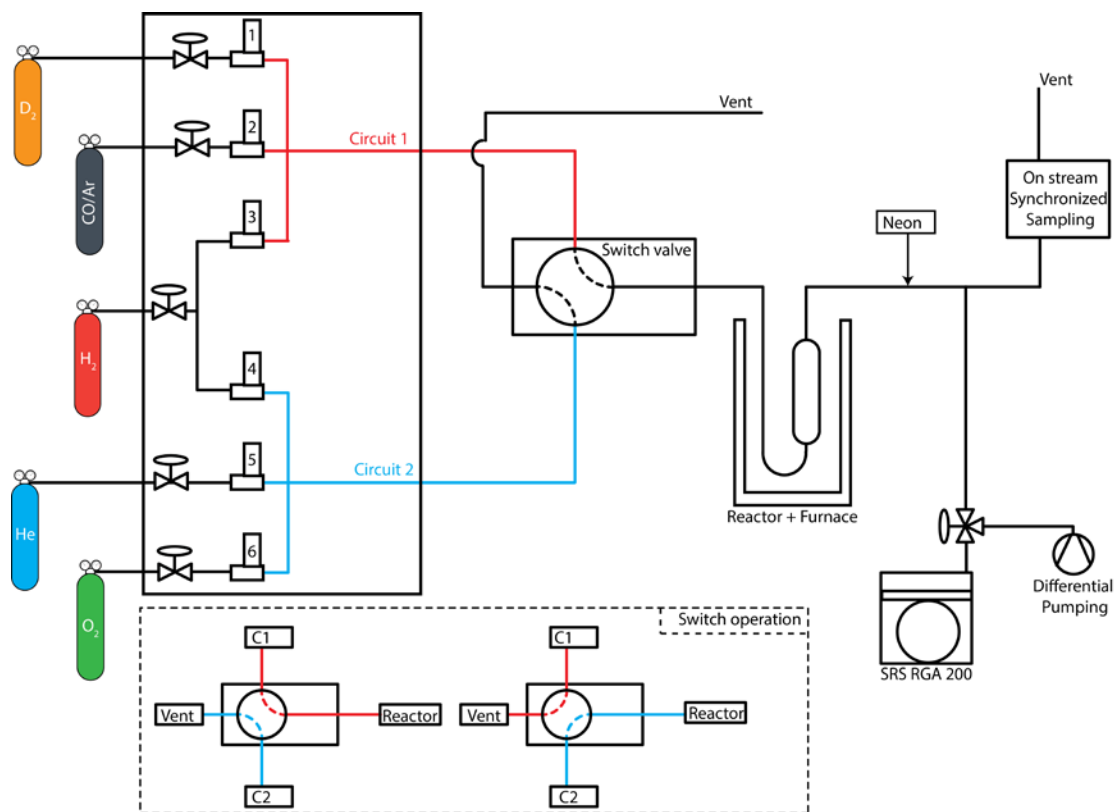 1
D2
2
CO/Ar
3
H2
4
5
He
6
O2
Circuit 1
Circuit 2
Vent
Switch valve
Neon
Vent
On stream
Synchronized
Sampling
Reactor + Furnace
Differential
Pumping
SRS RGA 200
Switch operation
C1
Vent
Reactor
C2
C1
Vent
Reactor
C2